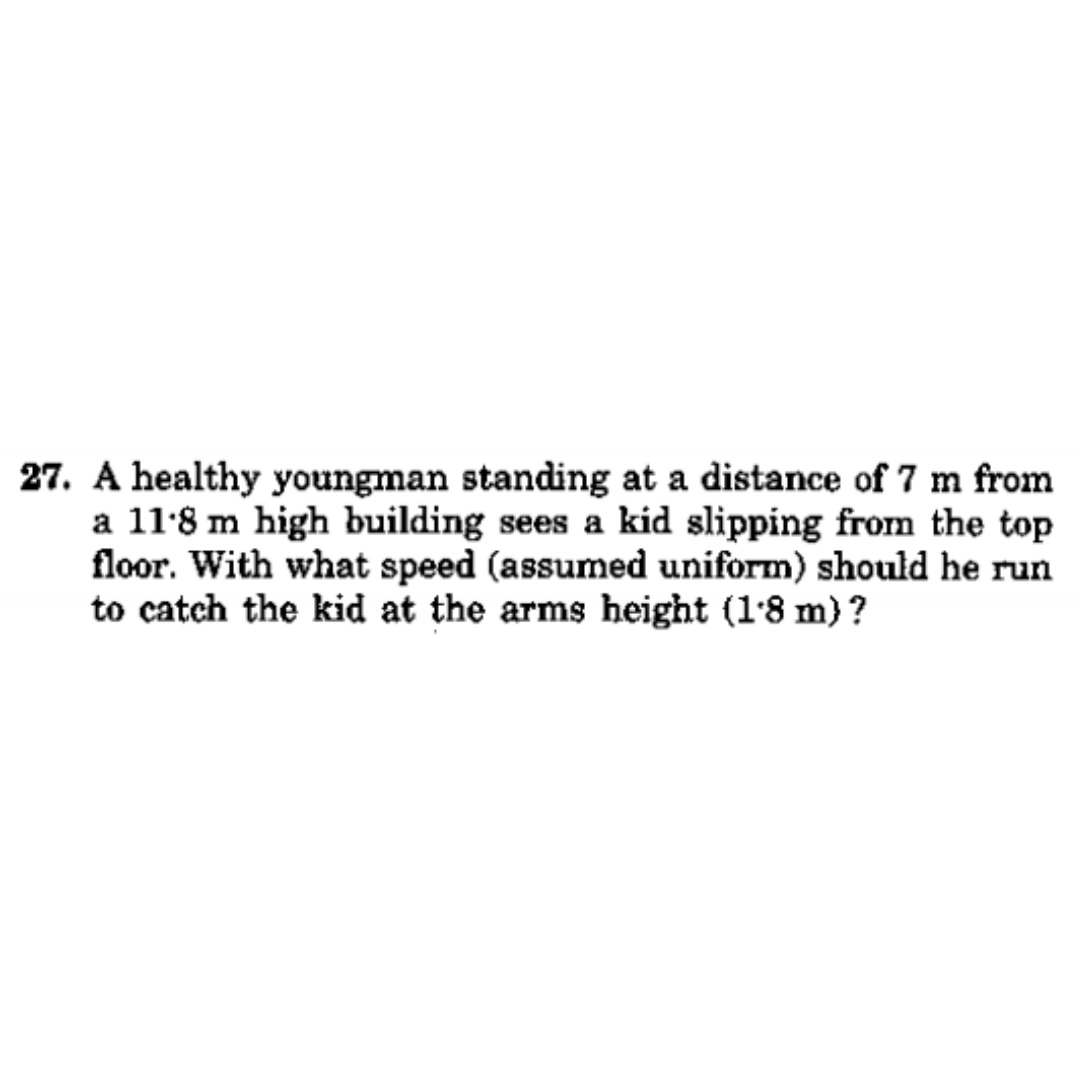 27. A healthy youngman standing at a distance of 7 m from
a 11·8 m high building sees a kid slipping from the top
floor. With what speed (assumed uniform) should he run
to catch the kid at the arms height (1·8 m) ?